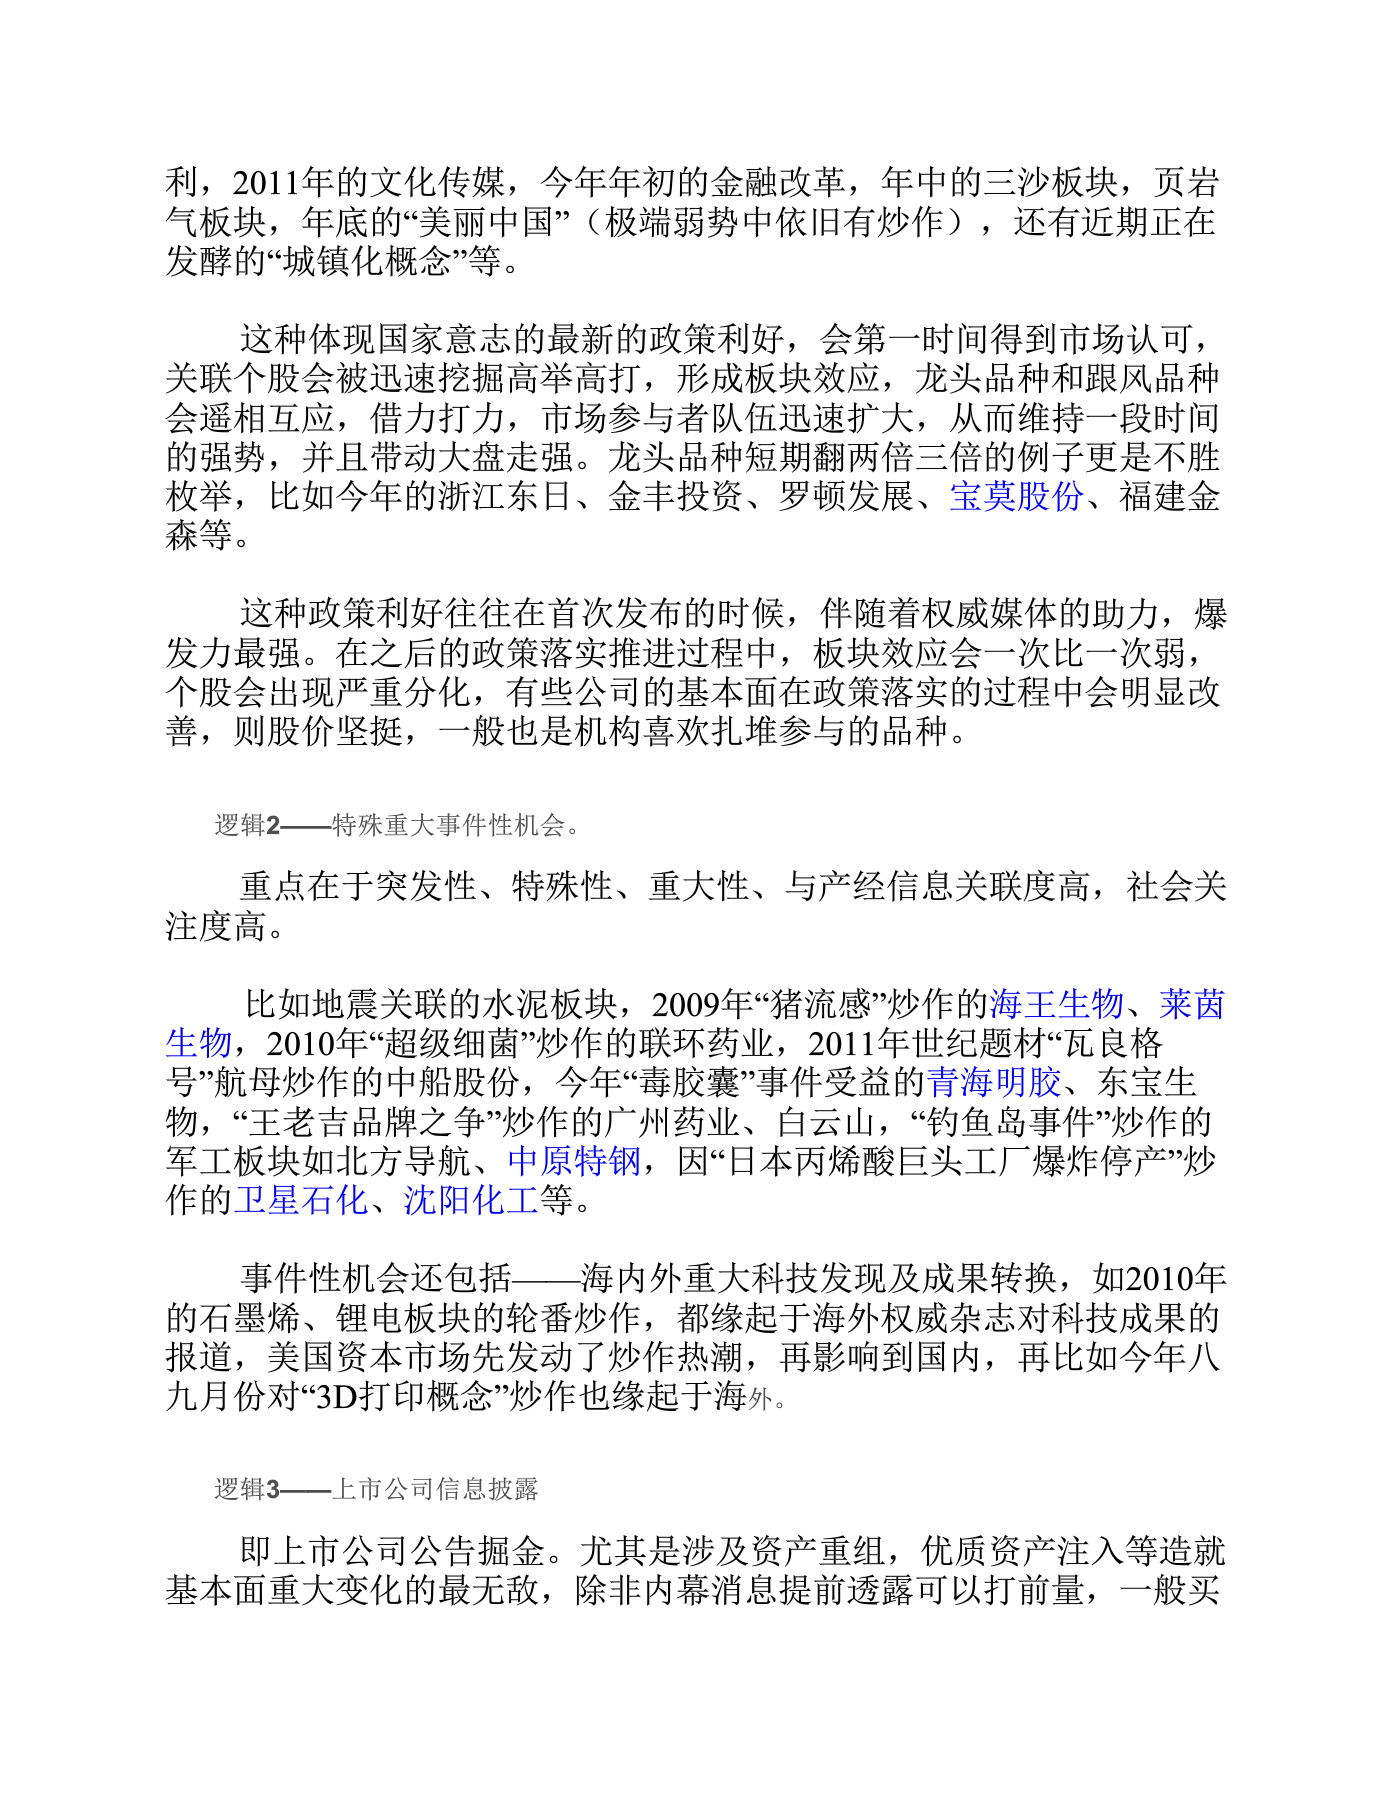 利，2011年的文化传媒，今年年初的金融改革，年中的三沙板块，页岩
气板块，年底的“美丽中国”（极端弱势中依旧有炒作），还有近期正在
发酵的“城镇化概念”等。
这种体现国家意志的最新的政策利好，会第一时间得到市场认可，
关联个股会被迅速挖掘高举高打，形成板块效应，龙头品种和跟风品种
会遥相互应，借力打力，市场参与者队伍迅速扩大，从而维持一段时间
的强势，并且带动大盘走强。龙头品种短期翻两倍三倍的例子更是不胜
枚举，比如今年的浙江东日、金丰投资、罗顿发展、宝莫股份、福建金
森等。
这种政策利好往往在首次发布的时候，伴随着权威媒体的助力，爆
发力最强。在之后的政策落实推进过程中，板块效应会一次比一次弱，
个股会出现严重分化，有些公司的基本面在政策落实的过程中会明显改
善，则股价坚挺，一般也是机构喜欢扎堆参与的品种。
逻辑2——特殊重大事件性机会。
重点在于突发性、特殊性、重大性、与产经信息关联度高，社会关
注度高。
比如地震关联的水泥板块，2009年“猪流感”炒作的海王生物、莱茵
生物，2010年“超级细菌”炒作的联环药业，2011年世纪题材“瓦良格
号”航母炒作的中船股份，今年“毒胶囊”事件受益的青海明胶、东宝生
物，“王老吉品牌之争”炒作的广州药业、白云山，“钓鱼岛事件”炒作的
军工板块如北方导航、中原特钢，因“日本丙烯酸巨头工厂爆炸停产”炒
作的卫星石化、沈阳化工等。
事件性机会还包括——海内外重大科技发现及成果转换，如2010年
的石墨烯、锂电板块的轮番炒作，都缘起于海外权威杂志对科技成果的
报道，美国资本市场先发动了炒作热潮，再影响到国内，再比如今年八
九月份对“3D打印概念”炒作也缘起于海外。
逻辑3——上市公司信息披露
即上市公司公告掘金。尤其是涉及资产重组，优质资产注入等造就
基本面重大变化的最无敌，除非内幕消息提前透露可以打前量，一般买